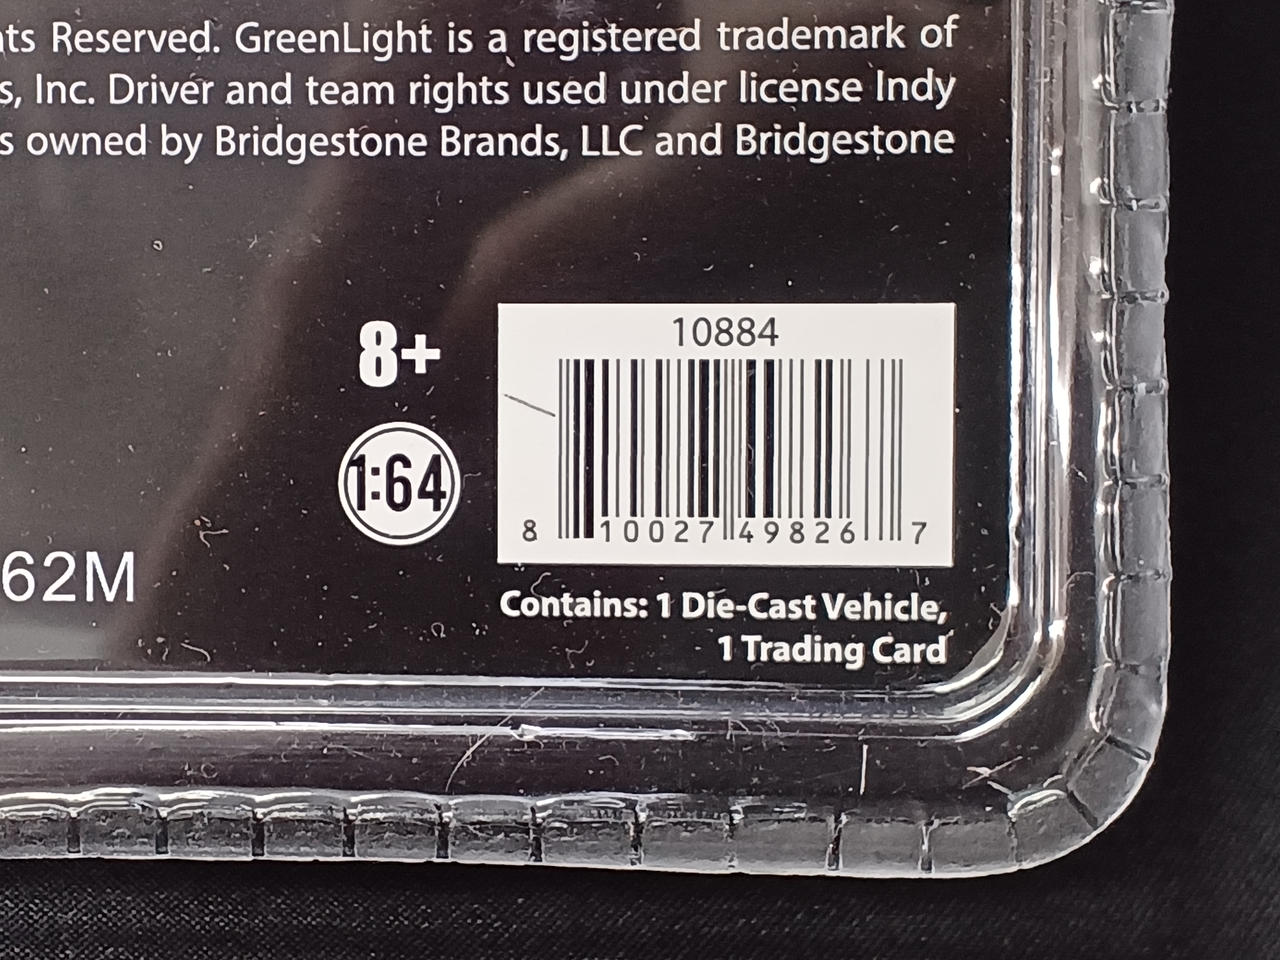 nts Reserved. GreenLight is a registered trademark of
s, Inc. Driver and team rights used under license Indy
s owned by Bridgestone Brands, LLC and Bridgestone
8+
1:64
10884
8 10027 49826 7
62M
Contains: 1 Die-Cast Vehicle,
1 Trading Card